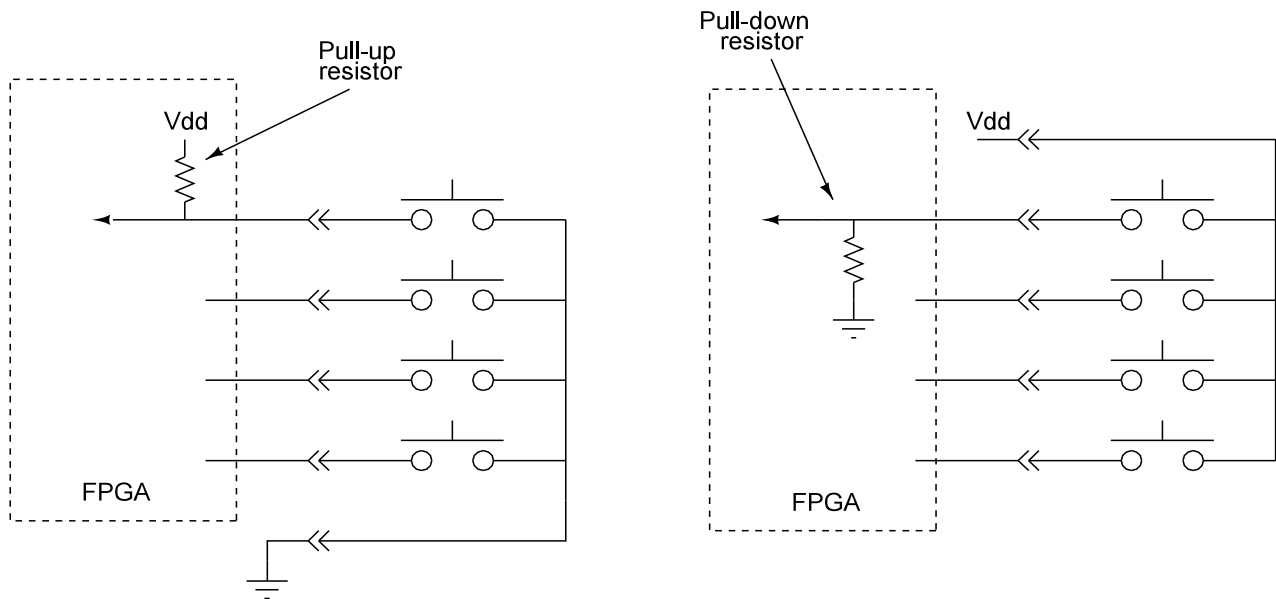 Pull-up
resistor
Vdd
FPGA
Pull-down
resistor
Vdd
FPGA